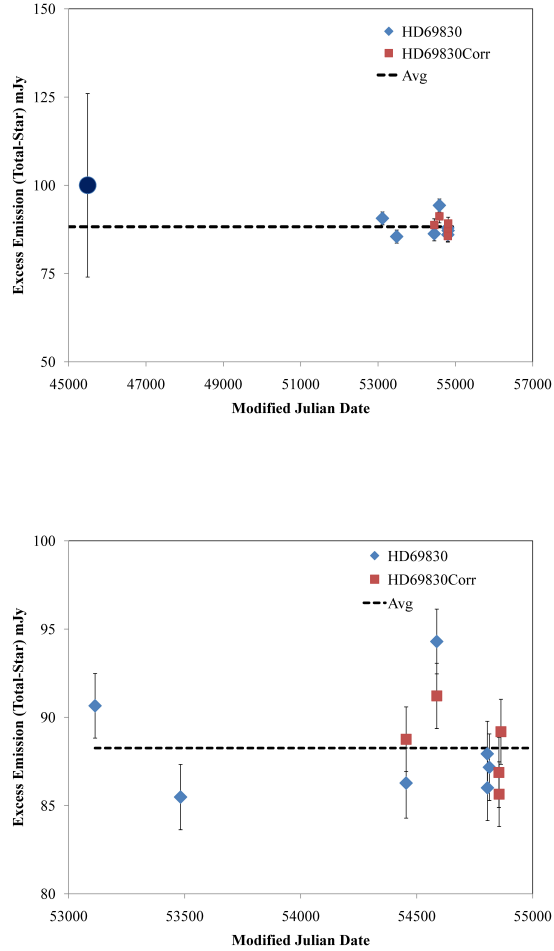 150
125
100
75
50
Excess Emission (Total-Star) mJy
HD69830
HD69830Corr
Avg
45000 47000 49000 51000 53000 55000 57000
Modified Julian Date
100
95
90
85
80
Excess Emission (Total-Star) mJy
HD69830
HD69830Corr
Avg
53000 53500 54000 54500 55000
Modified Julian Date